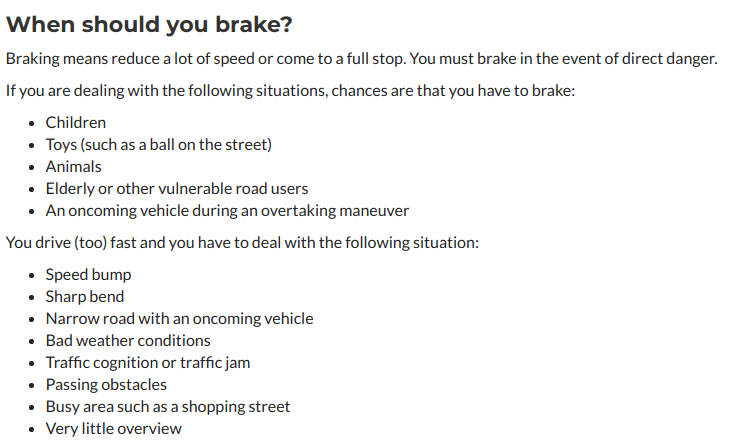 When should you brake?
Braking means reduce a lot of speed or come to a full stop. You must brake in the event of direct danger.
If you are dealing with the following situations, chances are that you have to brake:
• Children
• Toys (such as a ball on the street)
• Animals
• Elderly or other vulnerable road users
• An oncoming vehicle during an overtaking maneuver
You drive (too) fast and you have to deal with the following situation:
• Speed bump
• Sharp bend
• Narrow road with an oncoming vehicle
• Bad weather conditions
• Traffic cognition or traffic jam
• Passing obstacles
• Busy area such as a shopping street
• Very little overview